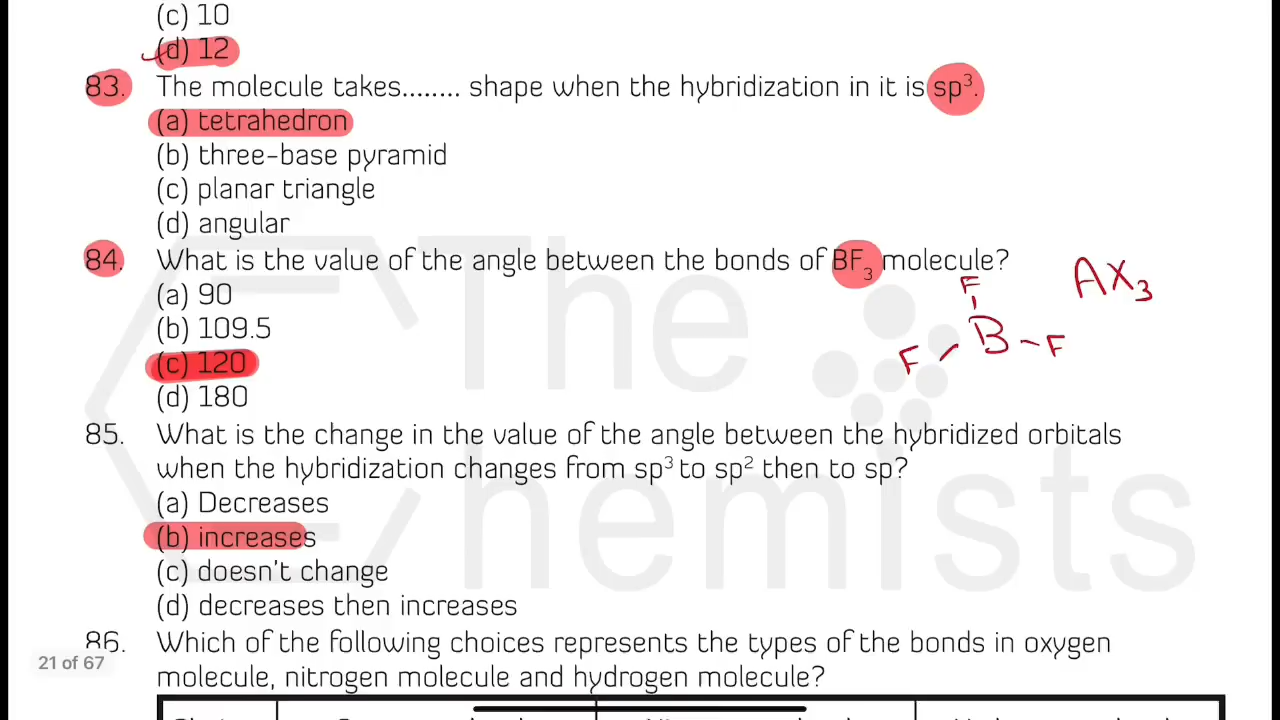 (c) 10
(d) 12
83. The molecule takes........ shape when the hybridization in it is sp³.
(a) tetrahedron
(b) three-base pyramid
(c) planar triangle
(d) angular
84. What is the value of the angle between the bonds of BF₃ molecule?
(a) 90
(b) 109.5
(c) 120
(d) 180
AX₃
F
B
F
F
85. What is the change in the value of the angle between the hybridized orbitals
when the hybridization changes from sp³ to sp² then to sp?
(a) Decreases
(b) increases
(c) doesn't change
(d) decreases then increases
86. Which of the following choices represents the types of the bonds in oxygen
molecule, nitrogen molecule and hydrogen molecule?
21 of 67
The
Chemists